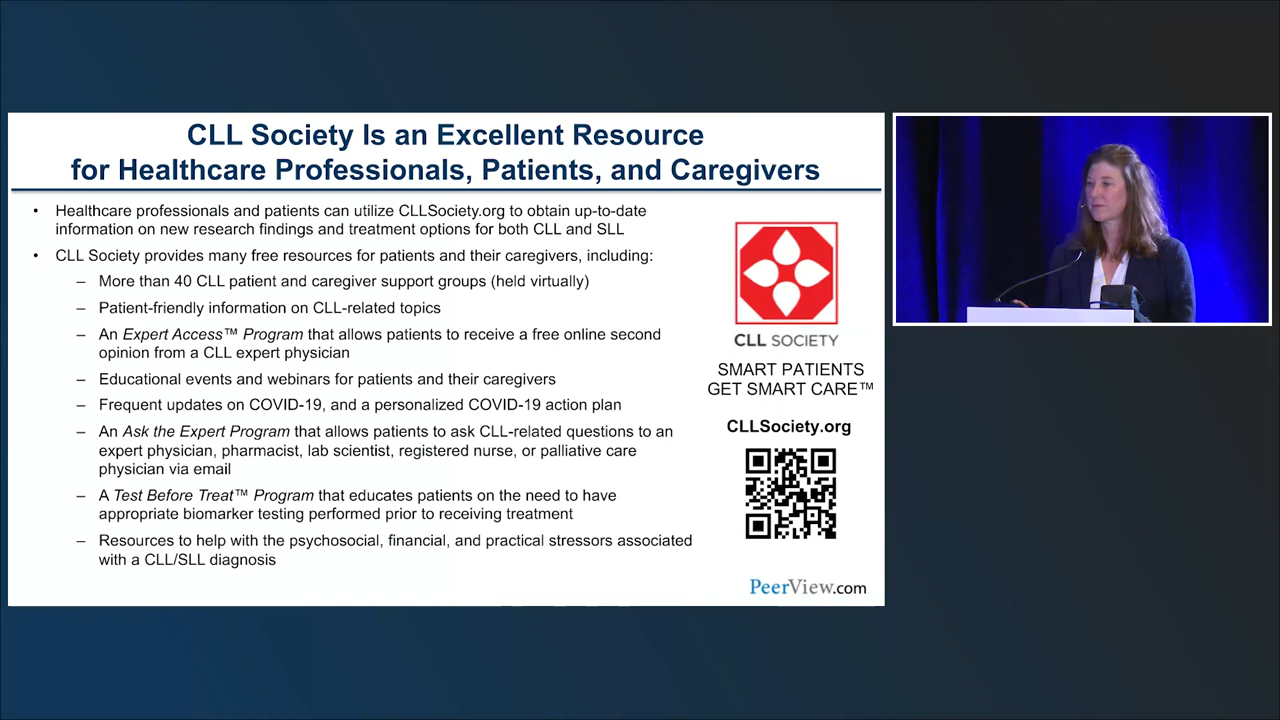 CLL Society Is an Excellent Resource
for Healthcare Professionals, Patients, and Caregivers
• Healthcare professionals and patients can utilize CLLSociety.org to obtain up-to-date
information on new research findings and treatment options for both CLL and SLL
• CLL Society provides many free resources for patients and their caregivers, including:
– More than 40 CLL patient and caregiver support groups (held virtually)
– Patient-friendly information on CLL-related topics
– An Expert Access™ Program that allows patients to receive a free online second
opinion from a CLL expert physician
– Educational events and webinars for patients and their caregivers
– Frequent updates on COVID-19, and a personalized COVID-19 action plan
– An Ask the Expert Program that allows patients to ask CLL-related questions to an
expert physician, pharmacist, lab scientist, registered nurse, or palliative care
physician via email
– A Test Before Treat™ Program that educates patients on the need to have
appropriate biomarker testing performed prior to receiving treatment
– Resources to help with the psychosocial, financial, and practical stressors associated
with a CLL/SLL diagnosis
CLL SOCIETY
SMART PATIENTS
GET SMART CARE™
CLLSociety.org
PeerView.com